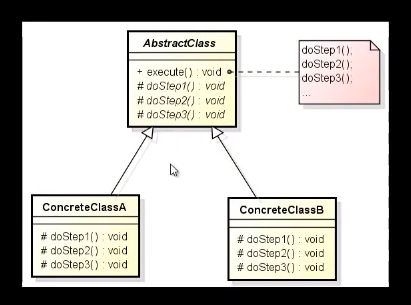 AbstractClass
+ execute() : void
# doStep1() : void
# doStep2() : void
# doStep3() : void
doStep1();
doStep2();
doStep3();
...
ConcreteClassA
# doStep1() : void
# doStep2() : void
# doStep3() : void
ConcreteClassB
# doStep1() : void
# doStep2() : void
# doStep3() : void